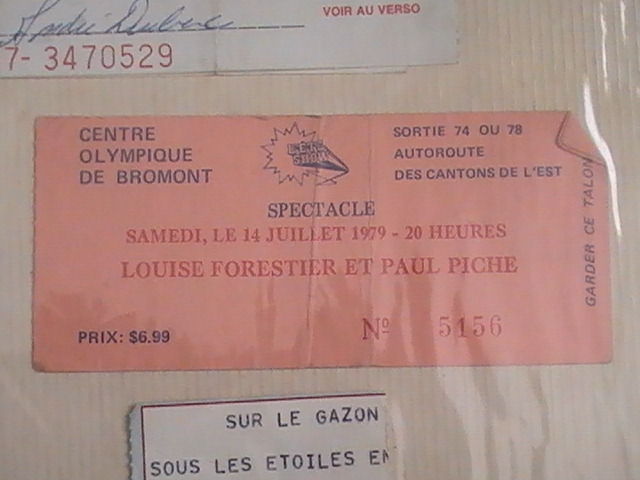 André
VOIR AU VERSO
7- 3470529
CENTRE
OLYMPIQUE
DE BROMONT
SHOW
SORTIE 74 OU 78
AUTOROUTE
DES CANTONS DE L'EST
SPECTACLE
SAMEDI, LE 14 JUILLET 1979 - 20 HEURES
LOUISE FORESTIER ET PAUL PICHE
PRIX: $6.99
Nº 5156
GARDER CE TALON
SUR LE GAZON
SOUS LES ETOILES EN